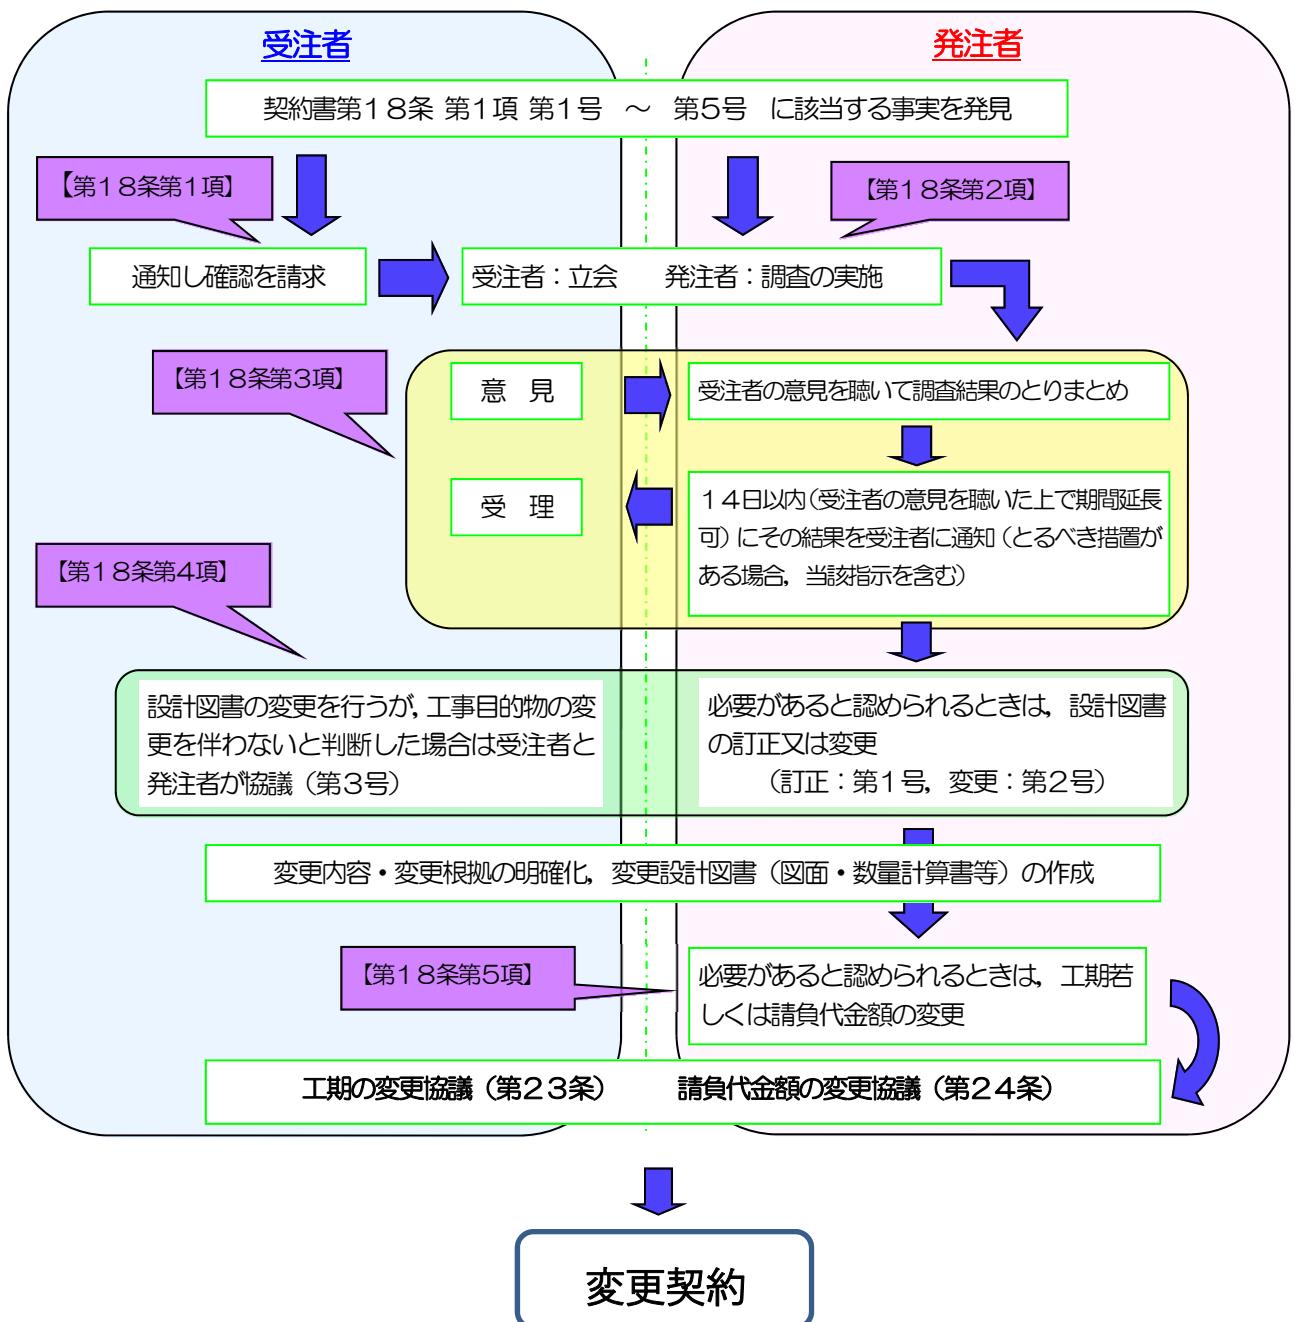 受注者
発注者
契約書第18条 第1項 第1号 ～ 第5号 に該当する事実を発見
【第18条第1項】
【第18条第2項】
通知し確認を請求
受注者：立会 発注者：調査の実施
【第18条第3項】
意 見
受注者の意見を聴いて調査結果のとりまとめ
受 理
14日以内（受注者の意見を聴いた上で期間延長
可）にその結果を受注者に通知（とるべき措置が
ある場合，当該指示を含む）
【第18条第4項】
設計図書の変更を行うが，工事目的物の変
更を伴わないと判断した場合は受注者と
発注者が協議（第3号）
必要があると認められるときは，設計図書
の訂正又は変更
（訂正：第1号，変更：第2号）
変更内容・変更根拠の明確化，変更設計図書（図面・数量計算書等）の作成
【第18条第5項】
必要があると認められるときは，工期若
しくは請負代金額の変更
工期の変更協議（第23条） 請負代金額の変更協議（第24条）
変更契約